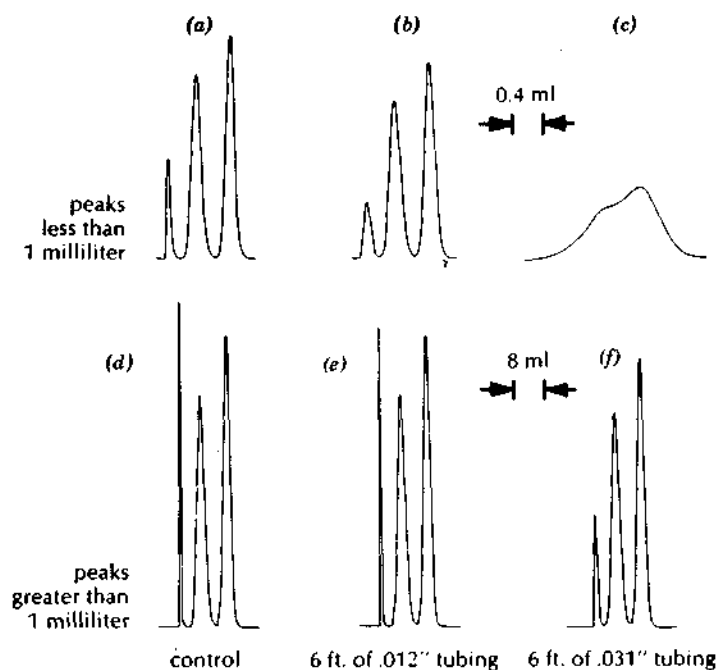 (a)
(b)
(c)
0.4 ml
peaks
less than
1 milliliter
(d)
(e)
8 ml
(f)
peaks
greater than
1 milliliter
control
6 ft. of .012" tubing
6 ft. of .031" tubing